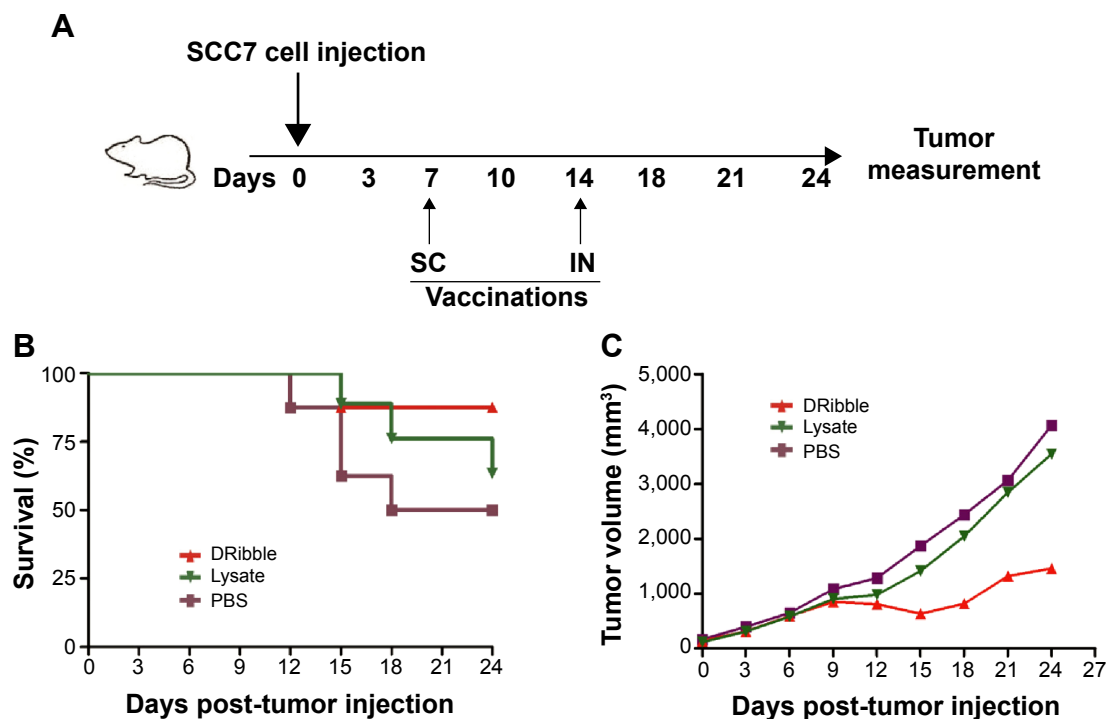 A
SCC7 cell injection
Days 0 3 7 10 14 18 21 24
Tumor
measurement
SC IN
Vaccinations
B
Survival (%)
100
75
50
25
0
DRibble
Lysate
PBS
0 3 6 9 12 15 18 21 24
Days post-tumor injection
C
Tumor volume (mm³)
5,000
4,000
3,000
2,000
1,000
0
DRibble
Lysate
PBS
0 3 6 9 12 15 18 21 24 27
Days post-tumor injection